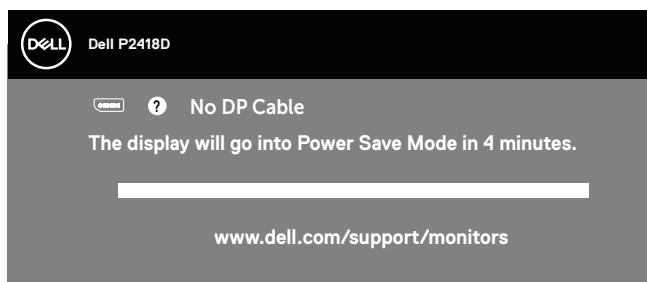 DELL Dell P2418D
? No DP Cable
The display will go into Power Save Mode in 4 minutes.
www.dell.com/support/monitors